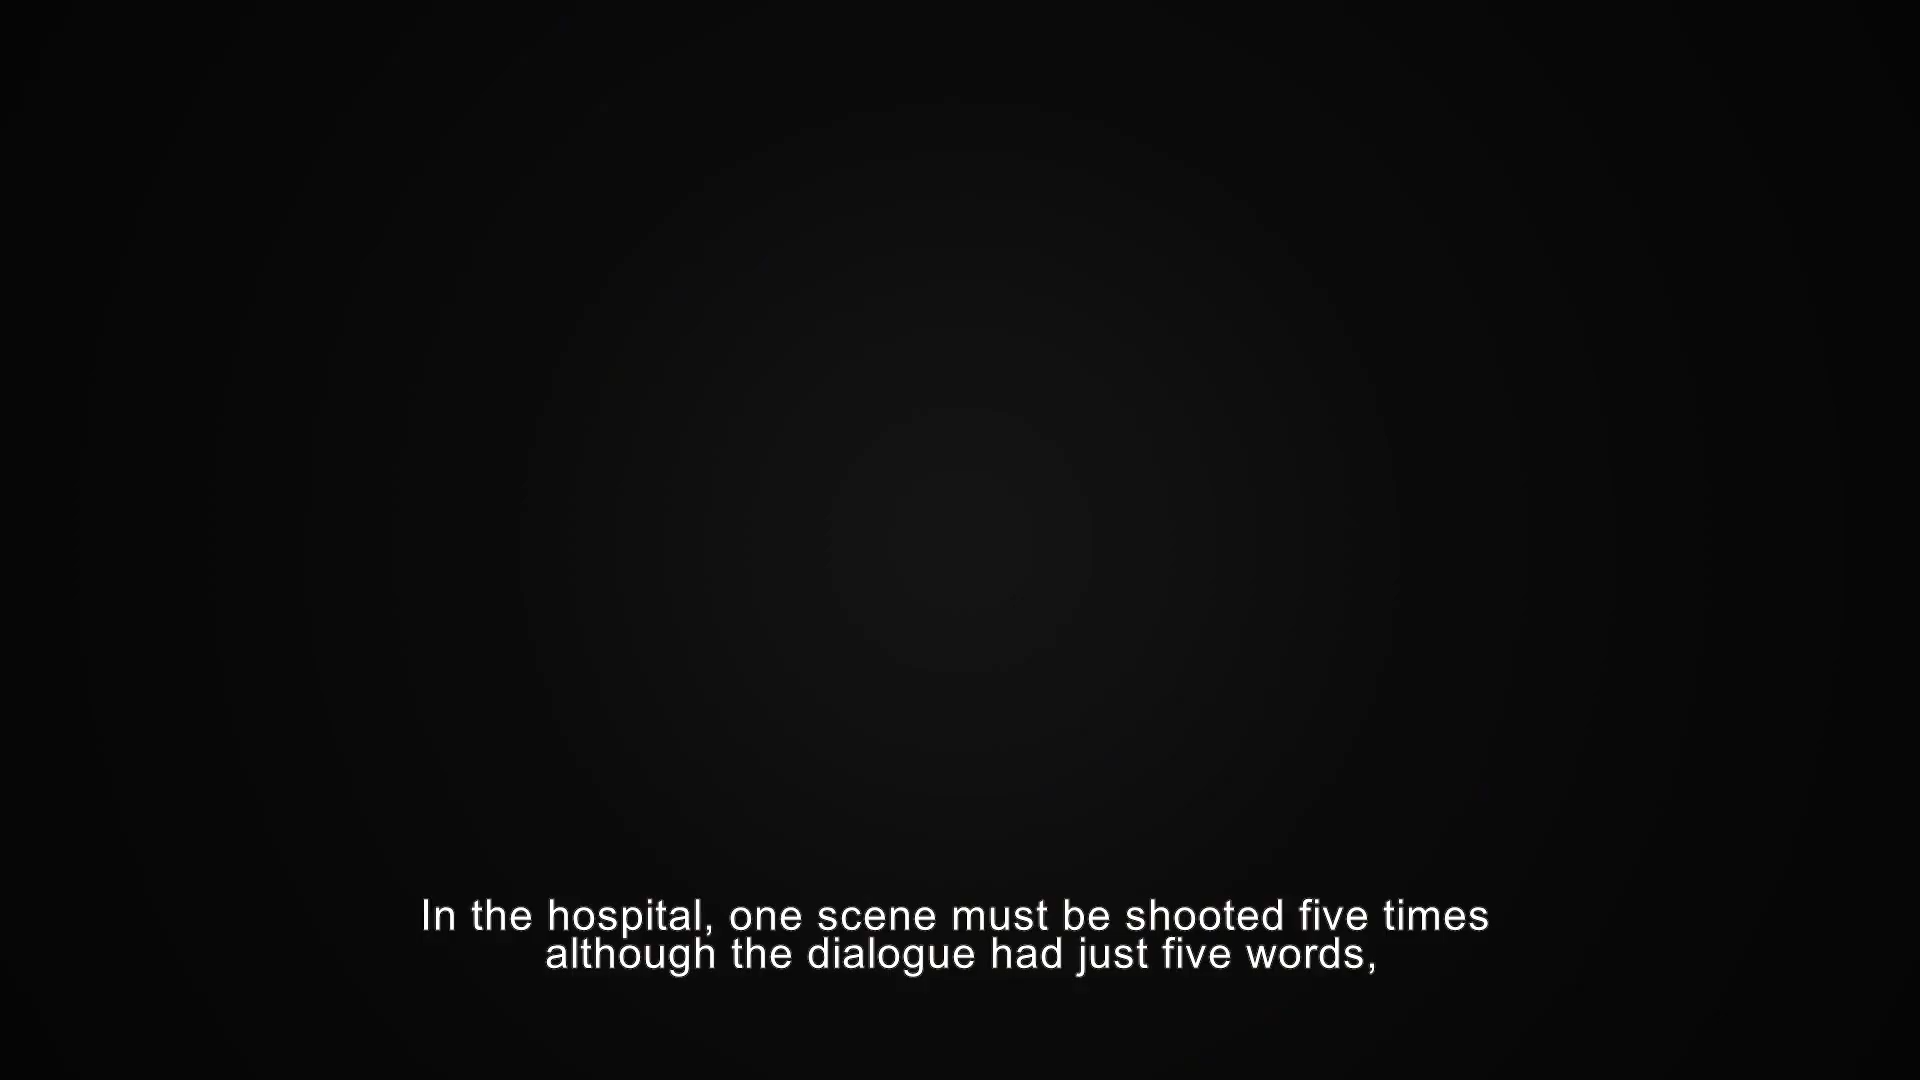 In the hospital, one scene must be shooted five times
although the dialogue had just five words,